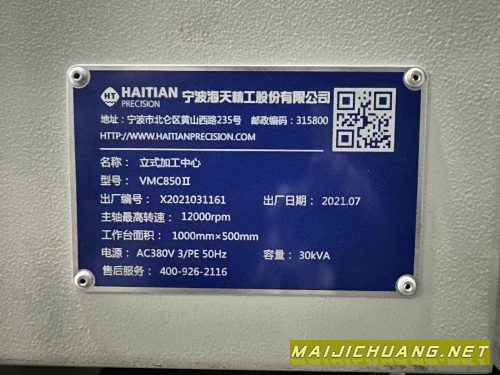 HT HAITIAN PRECISION 宁波海天精工股份有限公司
地址：宁波市北仑区黄山西路235号 邮政编码：315800
HTTP://WWW.HAITIANPRECISION.COM
名称：立式加工中心
型号：VMC850Ⅱ
出厂编号：X2021031161 出厂日期：2021.07
主轴最高转速：12000rpm
工作台面积：1000mm×500mm
电源：AC380V 3/PE 50Hz 容量：30kVA
售后服务：400-926-2116
MAIJICHUANG.NET